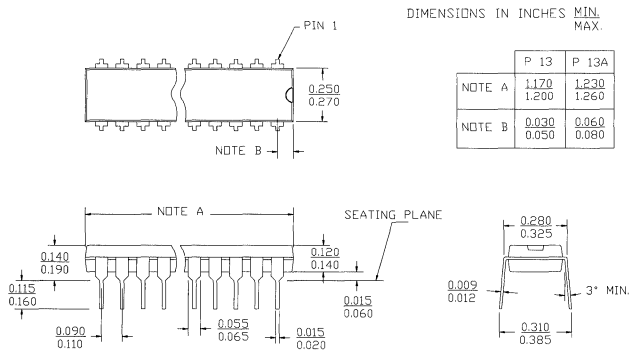 DIMENSIONS IN INCHES MIN.
MAX.
PIN 1
P 13 P 13A
NOTE A 1.170 1.230
1.200 1.260
NOTE B 0.030 0.060
0.050 0.080
0.250
0.270
NOTE B
NOTE A
SEATING PLANE
0.280
0.325
0.140
0.190
0.120
0.140
0.115
0.160
0.015
0.060
0.009
0.012
3° MIN.
0.090
0.110
0.055
0.065
0.015
0.020
0.310
0.385